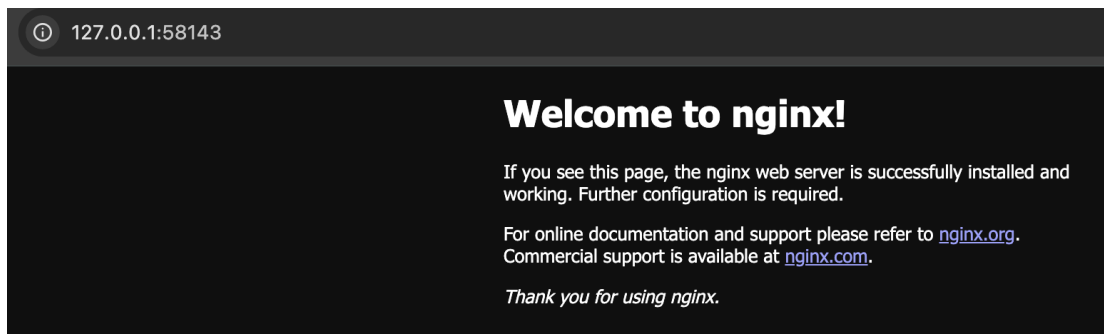 127.0.0.1:58143
Welcome to nginx!
If you see this page, the nginx web server is successfully installed and
working. Further configuration is required.
For online documentation and support please refer to nginx.org.
Commercial support is available at nginx.com.
Thank you for using nginx.